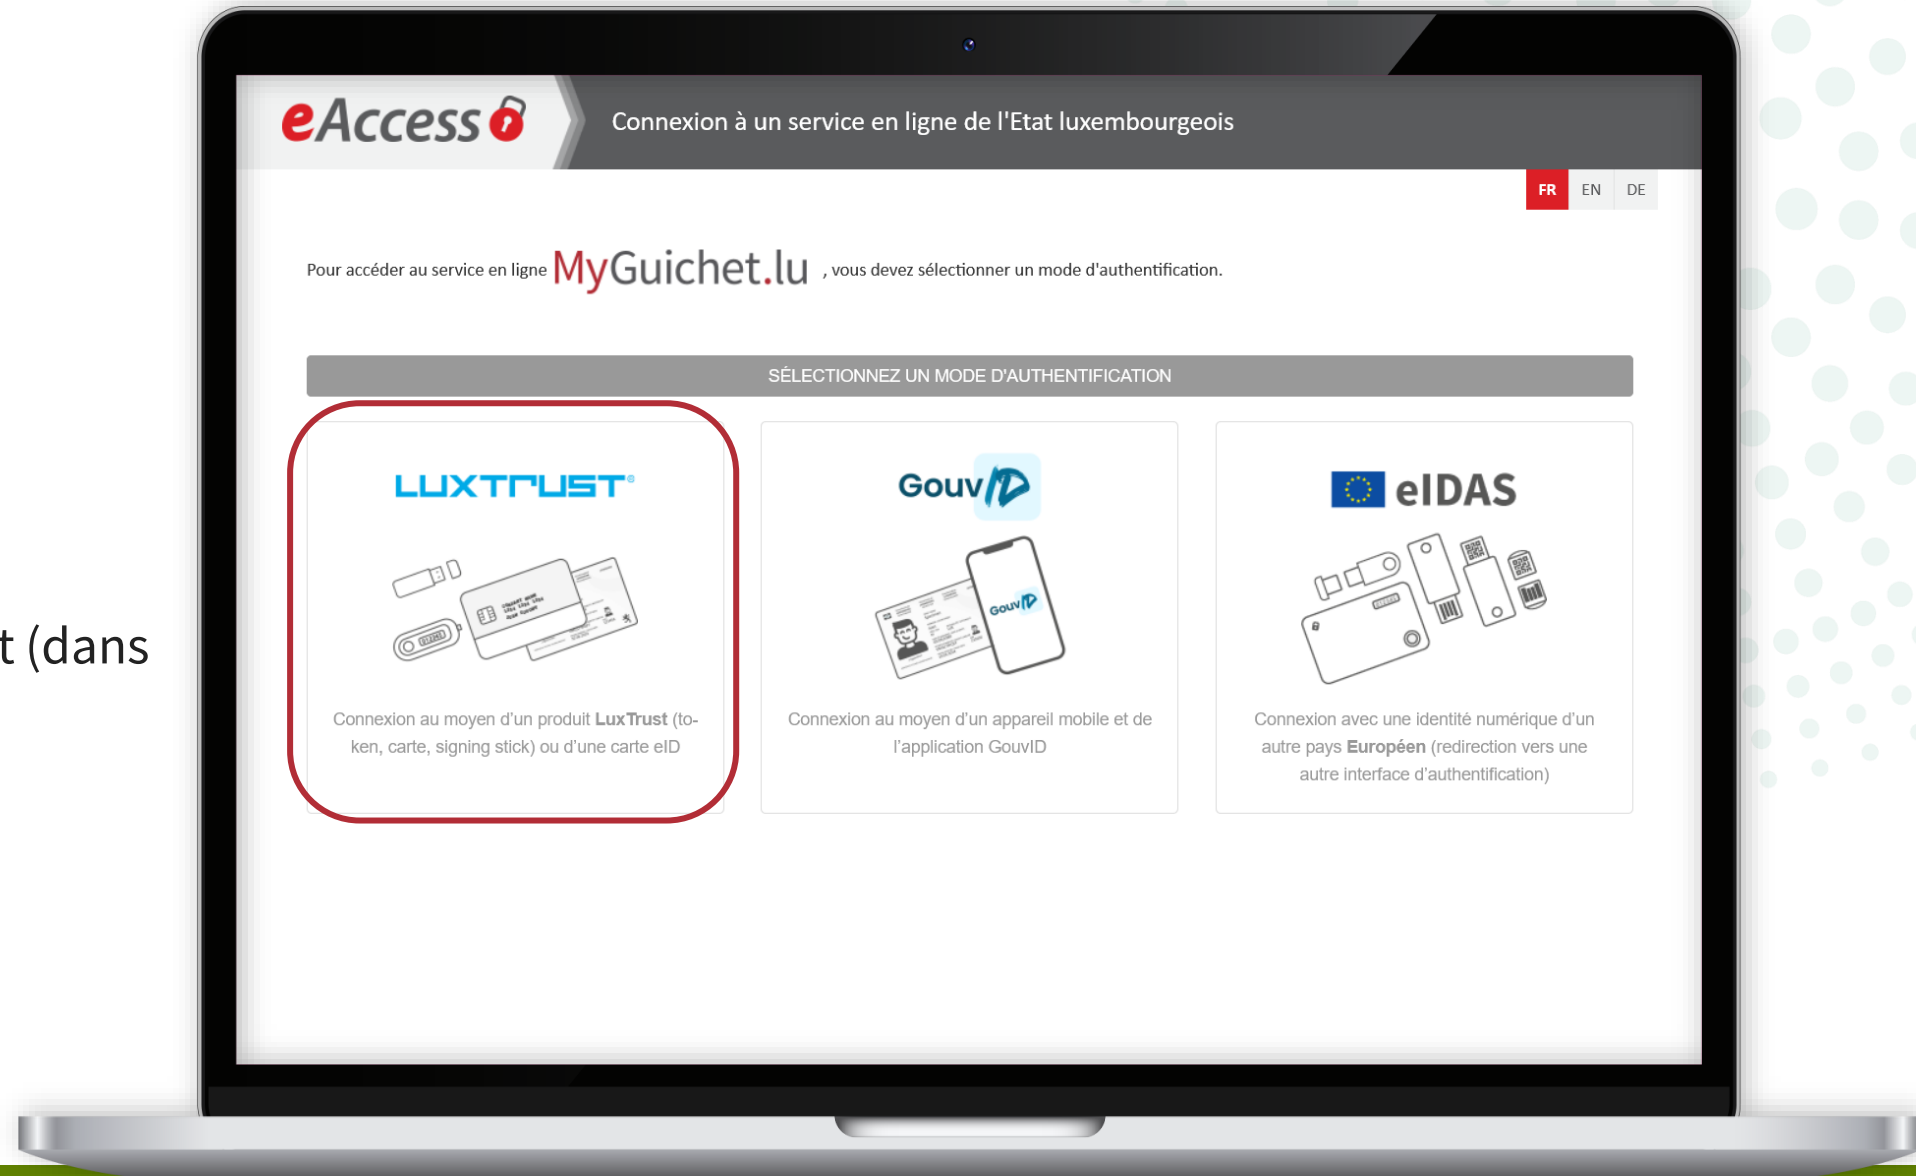 eAccess
Connexion à un service en ligne de l'Etat luxembourgeois
FR EN DE
Pour accéder au service en ligne MyGuichet.lu , vous devez sélectionner un mode d'authentification.
SÉLECTIONNEZ UN MODE D'AUTHENTIFICATION
LUXTRUST®
Connexion au moyen d’un produit LuxTrust (to-
ken, carte, signing stick) ou d’une carte eID
GouvID
GouvID
Connexion au moyen d’un appareil mobile et de
l’application GouvID
eIDAS
Connexion avec une identité numérique d’un
autre pays Européen (redirection vers une
autre interface d’authentification)
t (dans